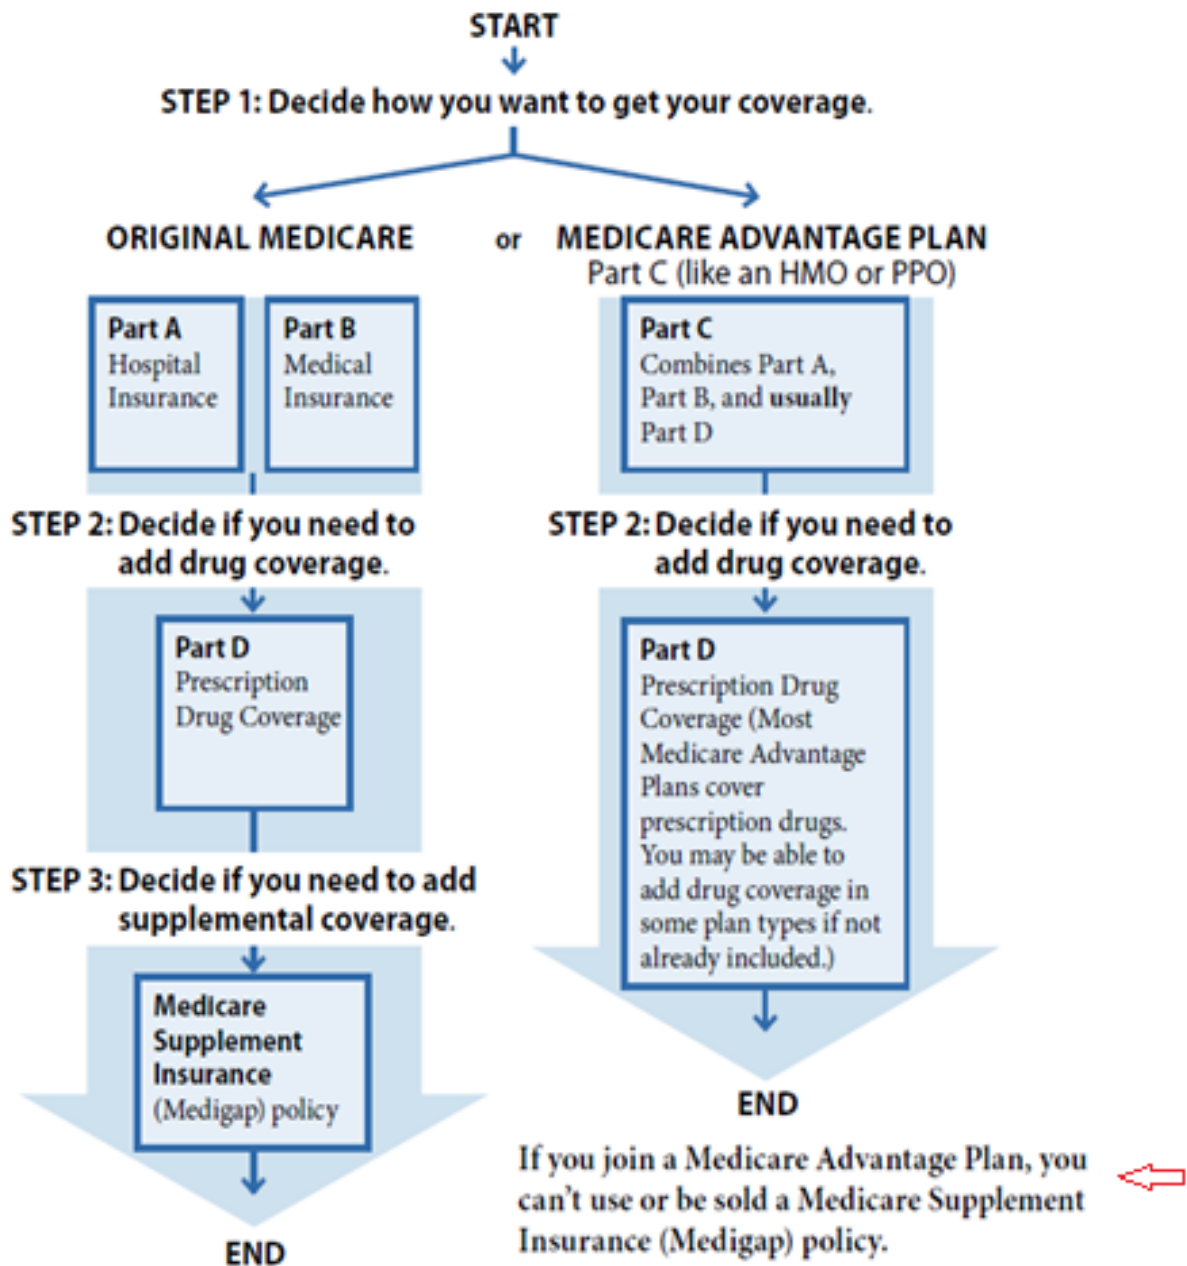 START
STEP 1: Decide how you want to get your coverage.
ORIGINAL MEDICARE
or
MEDICARE ADVANTAGE PLAN
Part C (like an HMO or PPO)
Part A
Hospital
Insurance
Part B
Medical
Insurance
STEP 2: Decide if you need to
add drug coverage.
Part D
Prescription
Drug Coverage
STEP 3: Decide if you need to add
supplemental coverage.
Medicare
Supplement
Insurance
(Medigap) policy
END
Part C
Combines Part A,
Part B, and usually
Part D
STEP 2: Decide if you need to
add drug coverage.
Part D
Prescription Drug
Coverage (Most
Medicare Advantage
Plans cover
prescription drugs.
You may be able to
add drug coverage in
some plan types if not
already included.)
END
If you join a Medicare Advantage Plan, you
can't use or be sold a Medicare Supplement
Insurance (Medigap) policy.